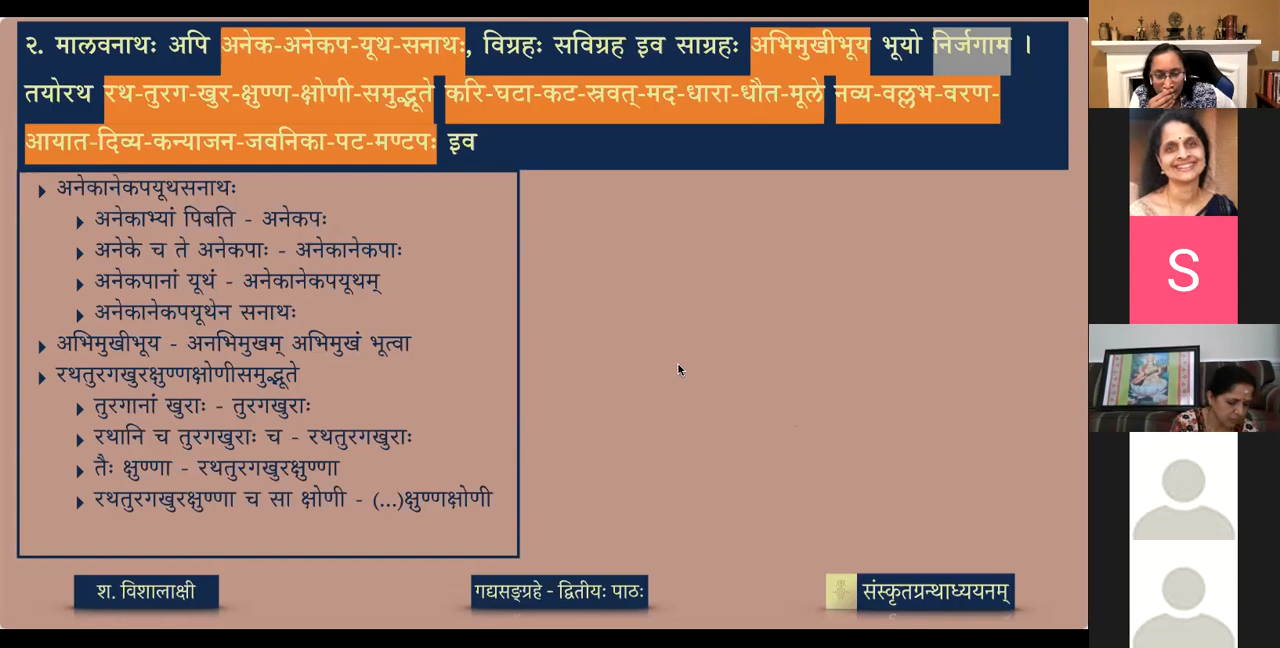 २. मालवनाथः अपि अनेक-अनेकप-यूथ-सनाथः, विग्रहः सविग्रह इव साग्रहः अभिमुखीभूय भूयो निर्जगाम ।
तयोरथ रथ-तुरग-खुर-क्षुण्ण-क्षोणी-समुद्भूते करि-घटा-कट-स्रवत्-मद-धारा-धौत-मूले नव्य-वल्लभ-वरण-
आयात-दिव्य-कन्याजन-जवनिका-पट-मण्टपः इव
अनेकानेकपयूथसनाथः
अनेकाभ्यां पिबति - अनेकपः
अनेके च ते अनेकपाः - अनेकानेकपाः
अनेकपानां यूथं - अनेकानेकपयूथम्
अनेकानेकपयूथेन सनाथः
अभिमुखीभूय - अनभिमुखम् अभिमुखं भूत्वा
रथतुरगखुरक्षुण्णक्षोणीसमुद्भूते
तुरगानां खुराः - तुरगखुराः
रथानि च तुरगखुराः च - रथतुरगखुराः
तैः क्षुण्णा - रथतुरगखुरक्षुण्णा
रथतुरगखुरक्षुण्णा च सा क्षोणी - (...)क्षुण्णक्षोणी
श. विशालाक्षी
गद्यसङ्ग्रहे - द्वितीयः पाठः
संस्कृतग्रन्थाध्ययनम्
S